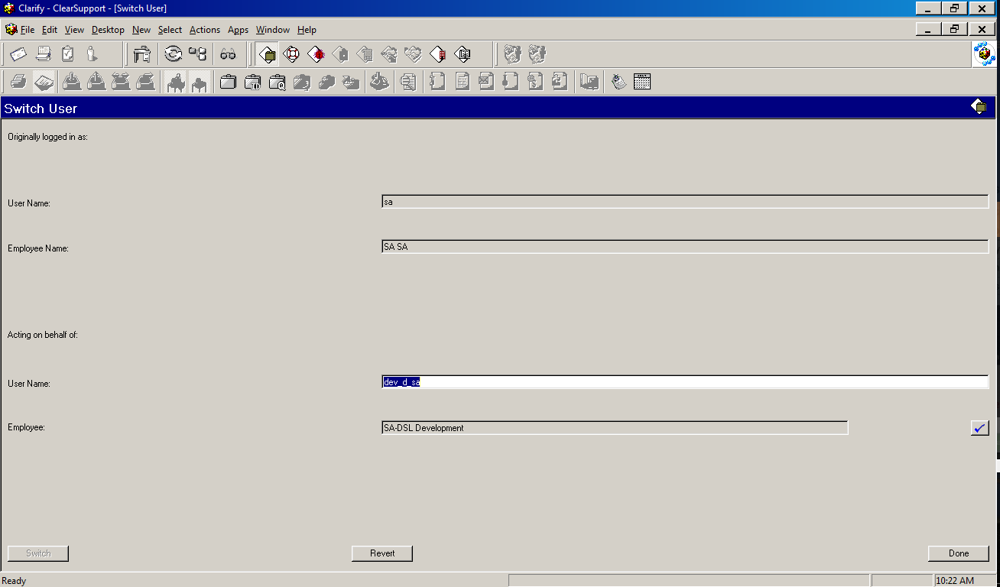 Clarify - ClearSupport - [Switch User]
File Edit View Desktop New Select Actions Apps Window Help
Switch User
Originally logged in as:
User Name: sa
Employee Name: SA SA
Acting on behalf of:
User Name: dev_d_sa
Employee: SA-DSL Development
Switch Revert Done
Ready 10:22 AM